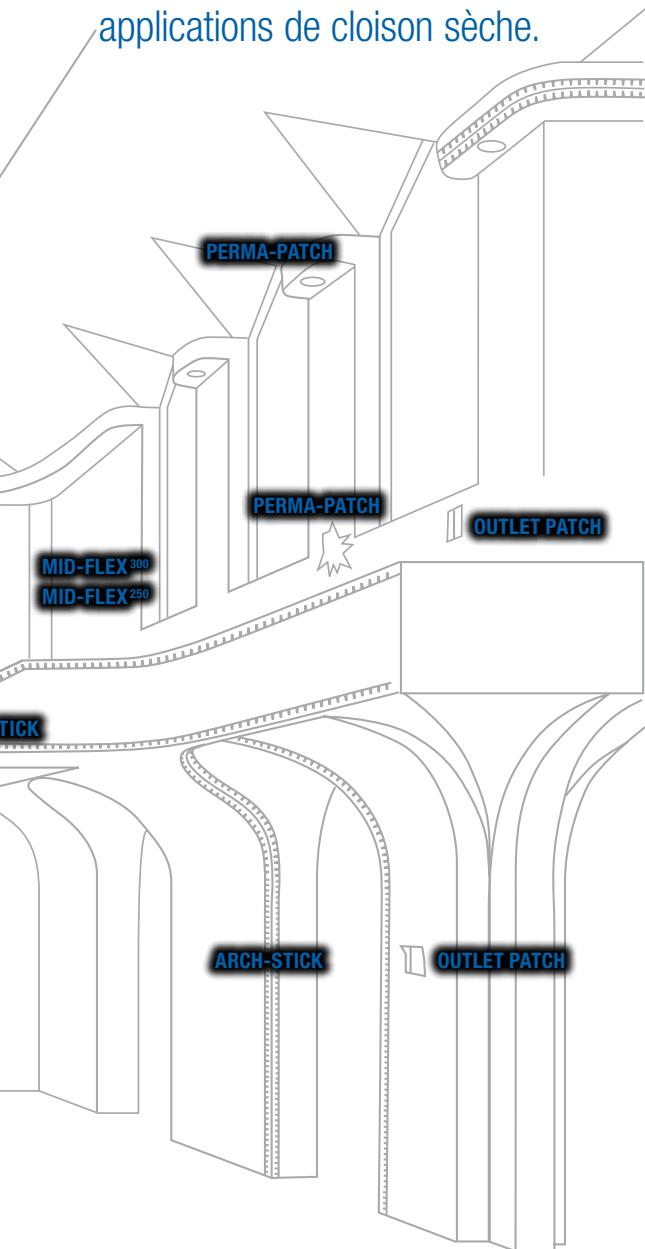 applications de cloison sèche.
PERMA-PATCH
PERMA-PATCH
OUTLET PATCH
MID-FLEX 300
MID-FLEX 250
TICK
ARCH-STICK
OUTLET PATCH